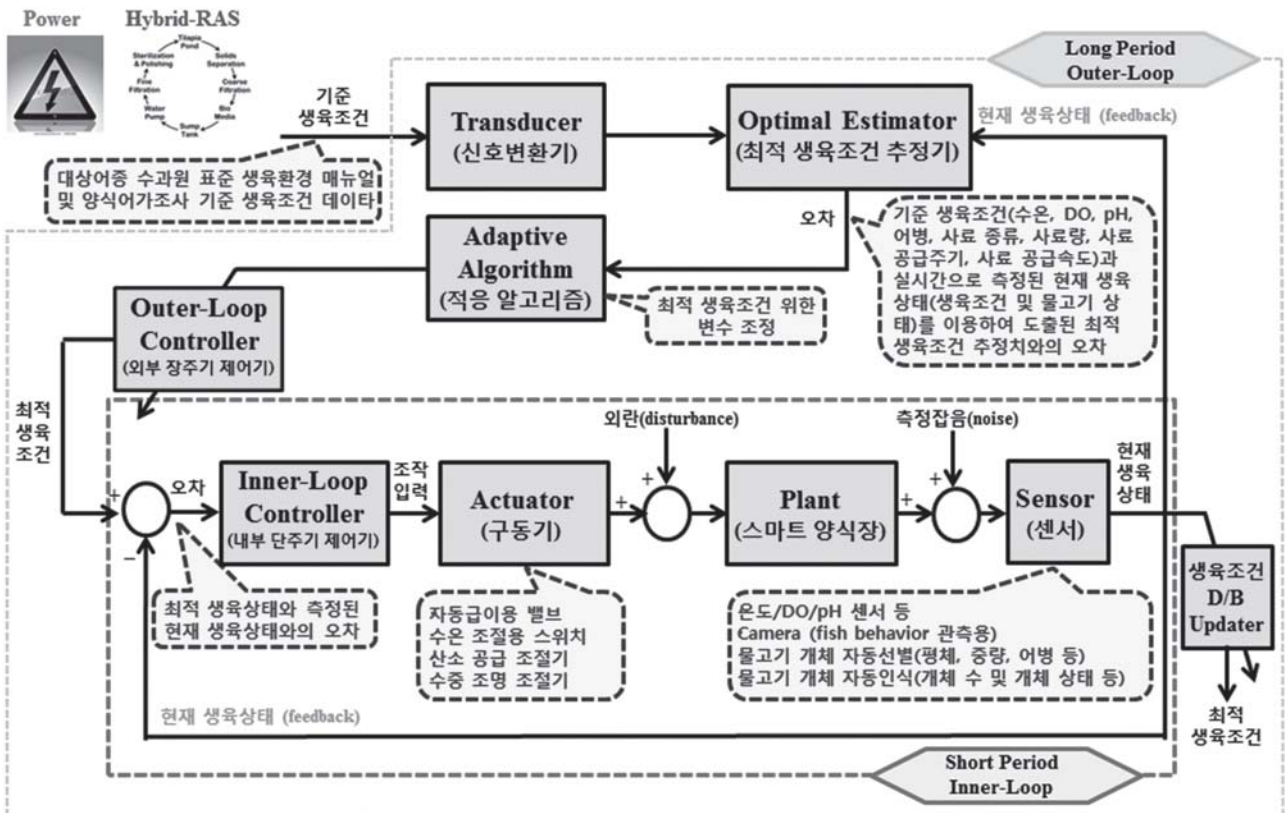 Power
Hybrid-RAS
Tilapia
Pond
Solids
Separation
Coarse
Filtration
Bio
Media
Sump
Tank
Water
Pump
Fine
Filtration
Sterilization
& Polishing
Long Period
Outer-Loop
기준
생육조건
Transducer
(신호변환기)
Optimal Estimator
(최적 생육조건 추정기)
현재 생육상태 (feedback)
대상어종 수과원 표준 생육환경 매뉴얼
및 양식어가조사 기준 생육조건 데이타
오차
기준 생육조건(수온, DO, pH,
어병, 사료 종류, 사료량, 사료
공급주기, 사료 공급속도)과
실시간으로 측정된 현재 생육
상태(생육조건 및 물고기 상
태)를 이용하여 도출된 최적
생육조건 추정치와의 오차
Adaptive
Algorithm
(적응 알고리즘)
최적 생육조건 위한
변수 조정
Outer-Loop
Controller
(외부 장주기 제어기)
최적
생육
조건
외란(disturbance)
측정잡음(noise)
현재
생육
상태
+
−
오차
Inner-Loop
Controller
(내부 단주기 제어기)
조작
입력
Actuator
(구동기)
+
+
Plant
(스마트 양식장)
+
+
Sensor
(센서)
최적 생육상태와 측정된
현재 생육상태와의 오차
자동급이용 밸브
수온 조절용 스위치
산소 공급 조절기
수중 조명 조절기
온도/DO/pH 센서 등
Camera (fish behavior 관측용)
물고기 개체 자동선별(평체, 중량, 어병 등)
물고기 개체 자동인식(개체 수 및 개체 상태 등)
생육조건
D/B
Updater
최적
생육조건
현재 생육상태 (feedback)
Short Period
Inner-Loop